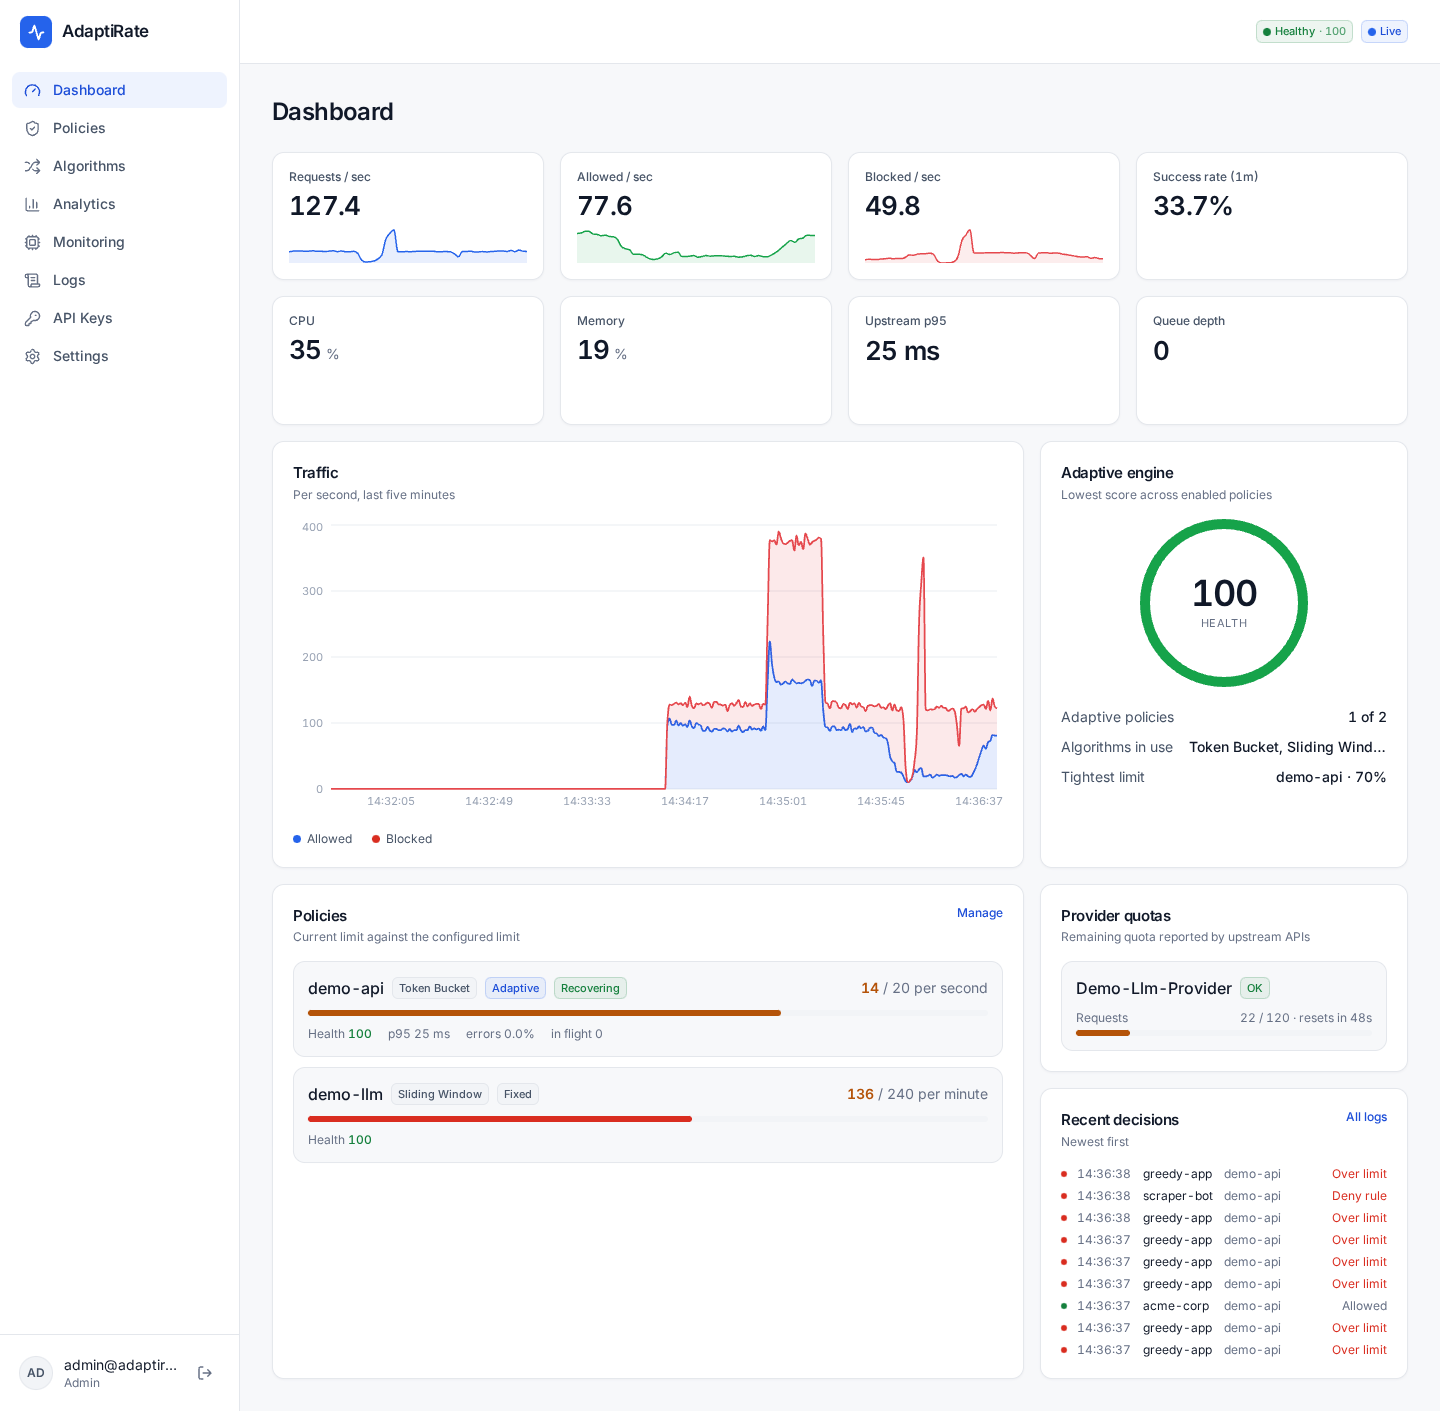 AdaptiRate
Healthy · 100
Live
Dashboard
Policies
Algorithms
Analytics
Monitoring
Logs
API Keys
Settings
Dashboard
Requests / sec
127.4
Allowed / sec
77.6
Blocked / sec
49.8
Success rate (1m)
33.7%
CPU
35 %
Memory
19 %
Upstream p95
25 ms
Queue depth
0
Traffic
Per second, last five minutes
400
300
200
100
0
14:32:05 14:32:49 14:33:33 14:34:17 14:35:01 14:35:45 14:36:37
Allowed Blocked
Adaptive engine
Lowest score across enabled policies
100
HEALTH
Adaptive policies 1 of 2
Algorithms in use Token Bucket, Sliding Wind...
Tightest limit demo-api · 70%
Policies Manage
Current limit against the configured limit
demo-api Token Bucket Adaptive Recovering 14 / 20 per second
Health 100 p95 25 ms errors 0.0% in flight 0
demo-llm Sliding Window Fixed 136 / 240 per minute
Health 100
Provider quotas
Remaining quota reported by upstream APIs
Demo-Llm-Provider OK
Requests 22 / 120 · resets in 48s
Recent decisions All logs
Newest first
14:36:38 greedy-app demo-api Over limit
14:36:38 scraper-bot demo-api Deny rule
14:36:38 greedy-app demo-api Over limit
14:36:37 greedy-app demo-api Over limit
14:36:37 greedy-app demo-api Over limit
14:36:37 greedy-app demo-api Over limit
14:36:37 acme-corp demo-api Allowed
14:36:37 greedy-app demo-api Over limit
14:36:37 greedy-app demo-api Over limit
AD
admin@adaptir...
Admin